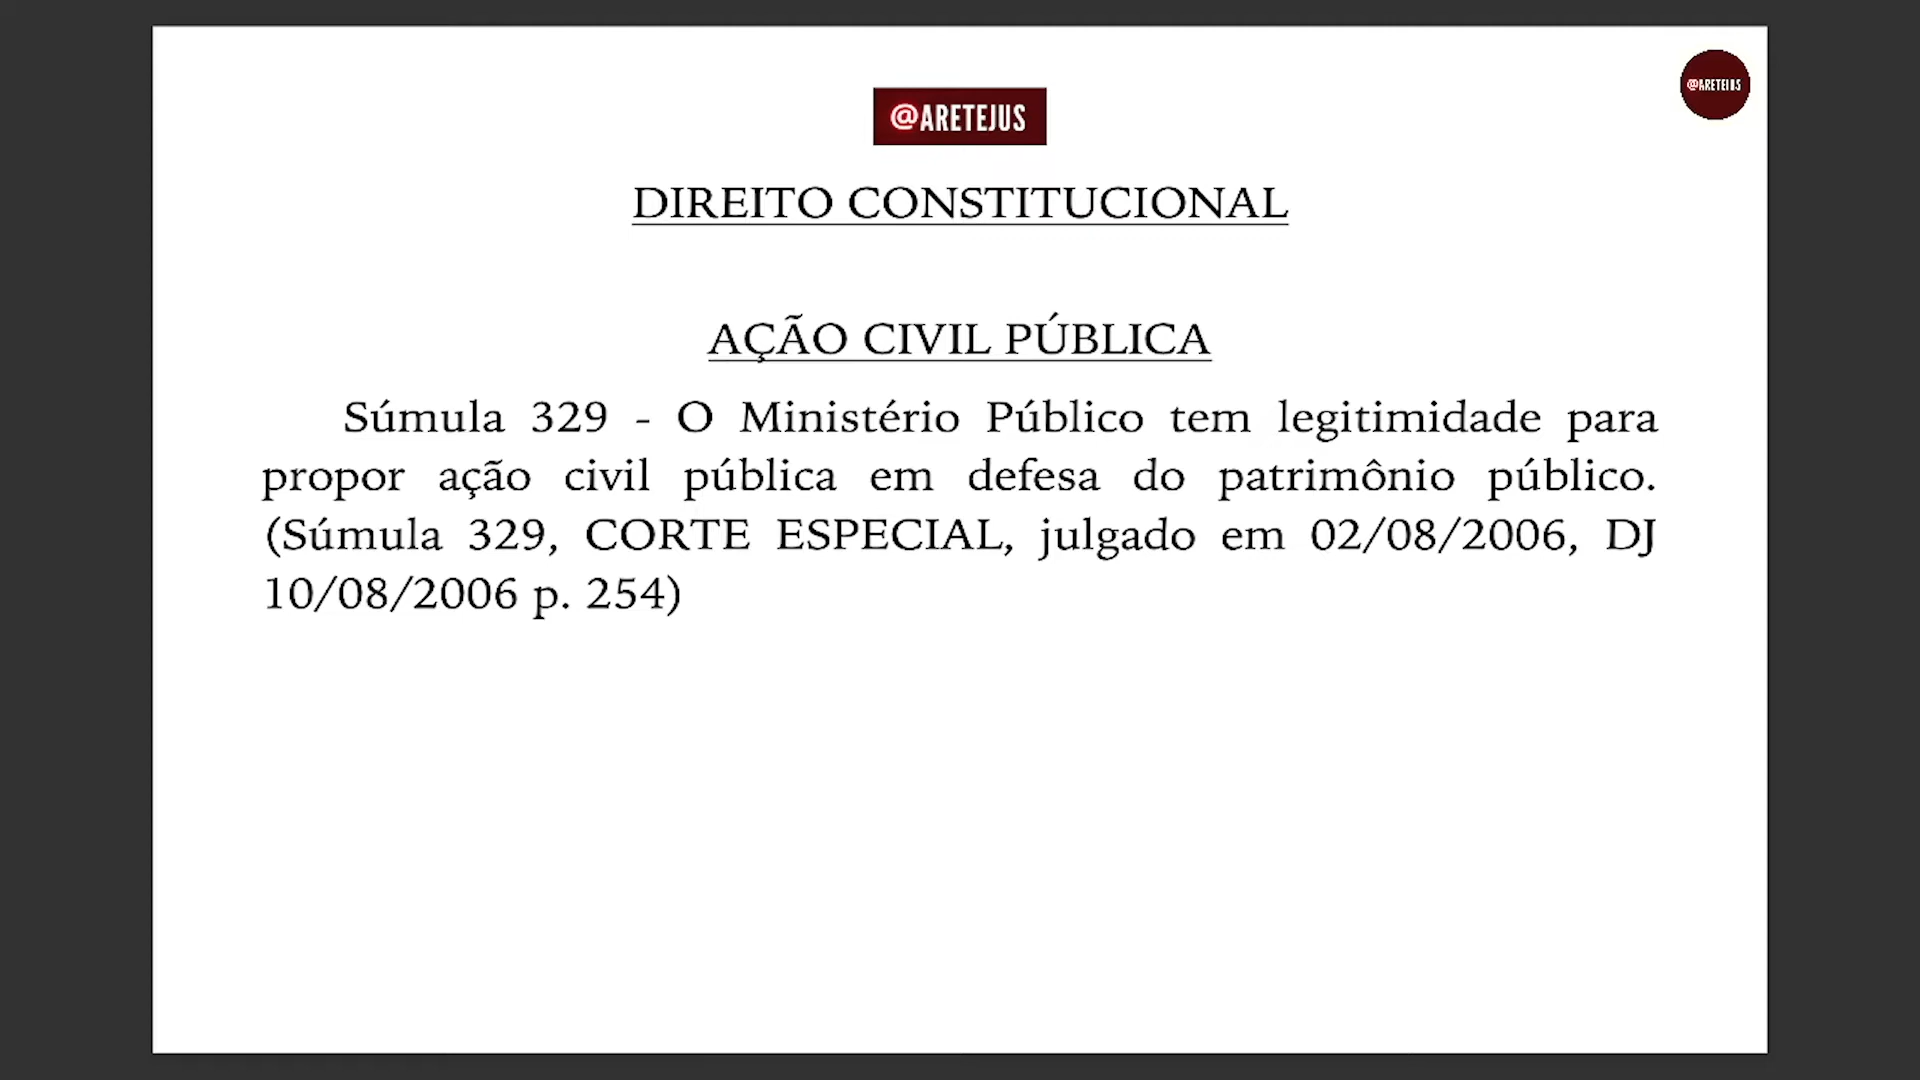 @ARETEJUS
@ARETEJUS
DIREITO CONSTITUCIONAL
AÇÃO CIVIL PÚBLICA
Súmula 329 - O Ministério Público tem legitimidade para
propor ação civil pública em defesa do patrimônio público.
(Súmula 329, CORTE ESPECIAL, julgado em 02/08/2006, DJ
10/08/2006 p. 254)